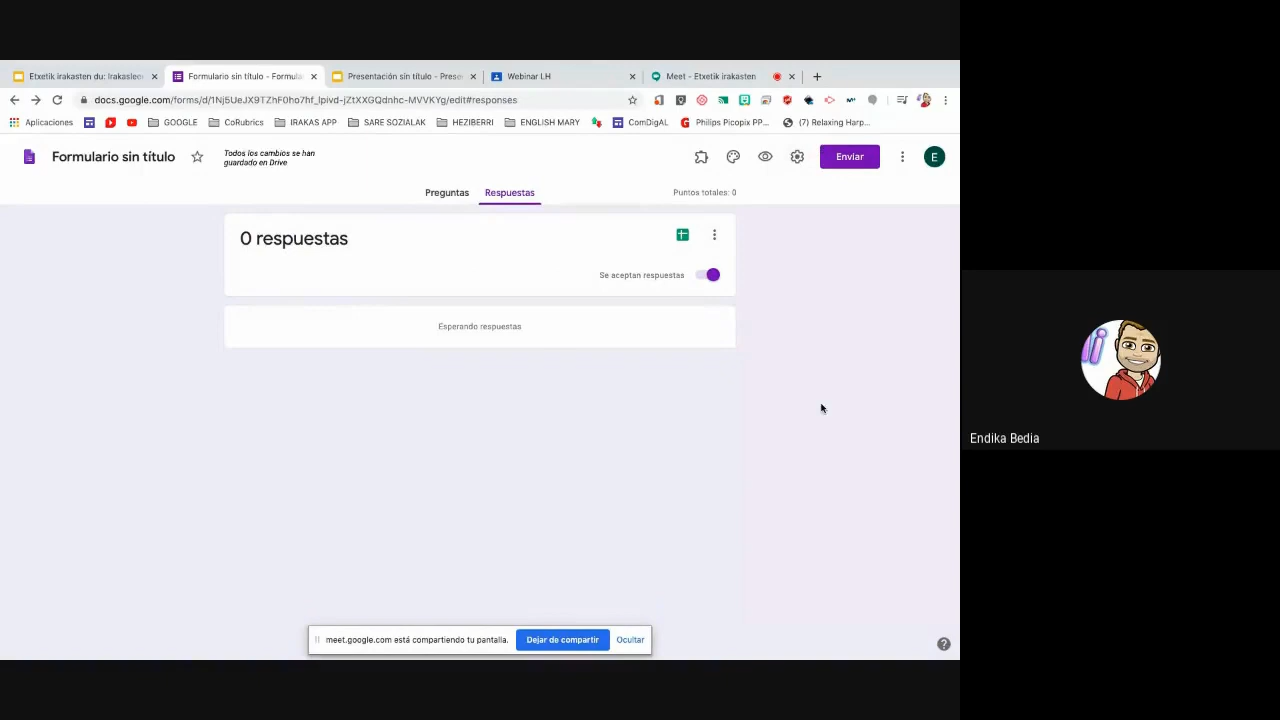 Etxetik irakasten du: Irakasleo
Formulario sin título - Formula
Presentación sin título - Prese
Webinar LH
Meet - Etxetik irakasten
docs.google.com/forms/d/1Nj5UeJX9TZhF0ho7hf_lpivd-jZtXXGQdnhc-MVVKYg/edit#responses
Aplicaciones
GOOGLE
CoRubrics
IRAKAS APP
SARE SOZIALAK
HEZIBERRI
ENGLISH MARY
ComDigAL
Philips Picopix PP...
(7) Relaxing Harp...
Formulario sin título
Todos los cambios se han
guardado en Drive
Enviar
E
Preguntas
Respuestas
Puntos totales: 0
0 respuestas
Se aceptan respuestas
Esperando respuestas
Endika Bedia
meet.google.com está compartiendo tu pantalla.
Dejar de compartir
Ocultar